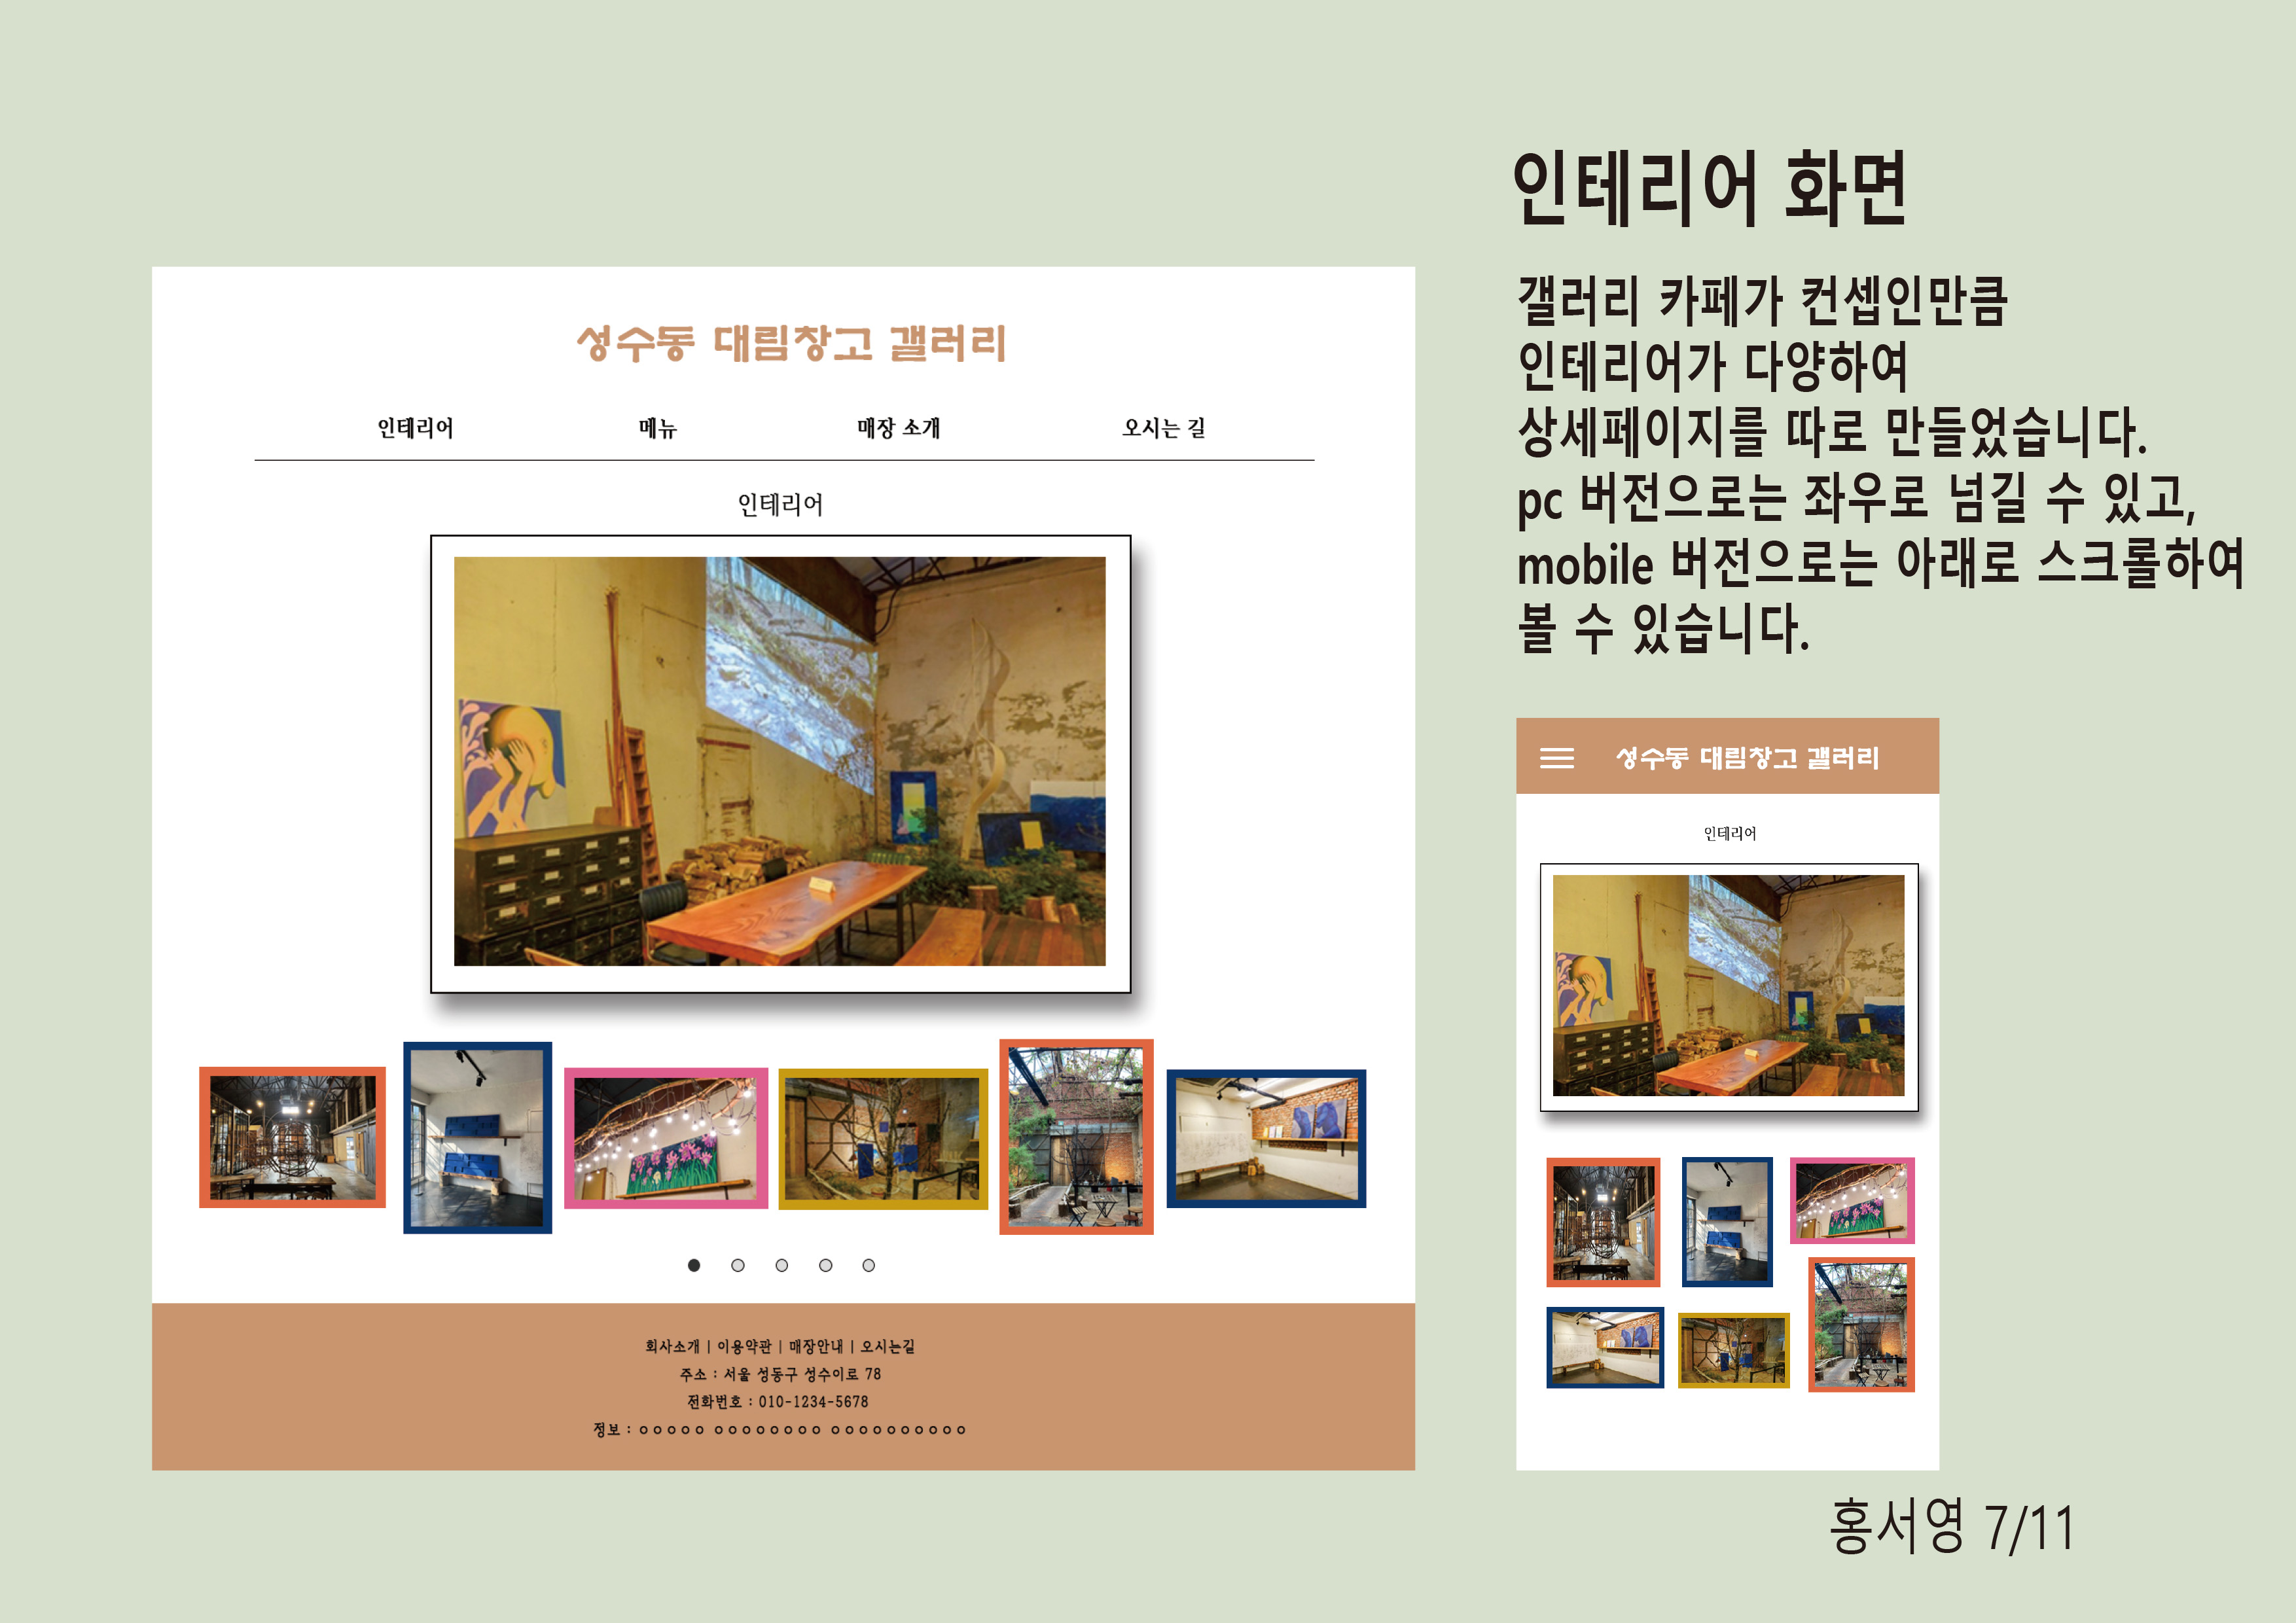 인테리어 화면
갤러리 카페가 컨셉인만큼
인테리어가 다양하여
상세페이지를 따로 만들었습니다.
pc 버전으로는 좌우로 넘길 수 있고,
mobile 버전으로는 아래로 스크롤하여
볼 수 있습니다.
성수동 대림창고 갤러리
인테리어 메뉴 매장 소개 오시는 길
인테리어
회사소개 | 이용약관 | 매장안내 | 오시는길
주소 : 서울 성동구 성수이로 78
전화번호 : 010-1234-5678
정보 : ㅇㅇㅇㅇㅇ ㅇㅇㅇㅇㅇㅇㅇㅇ ㅇㅇㅇㅇㅇㅇㅇㅇㅇㅇ
성수동 대림창고 갤러리
인테리어
홍서영 7/11